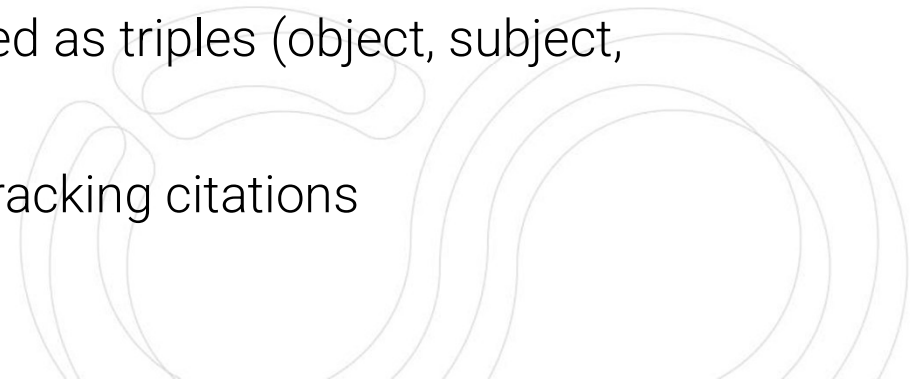 ed as triples (object, subject,
racking citations